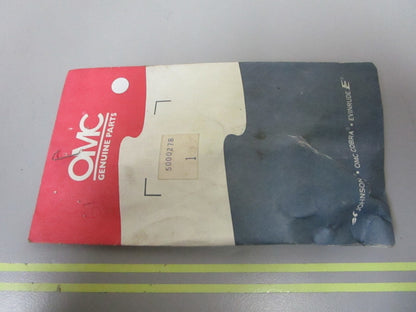 OMC
GENUINE PARTS
5000278
1
JOHNSON • OMC COBRA • EVINRUDE